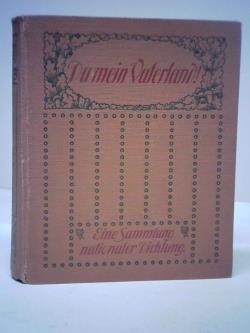 Du mein Vaterland!
Eine Sammlung
nationaler Dichtung.